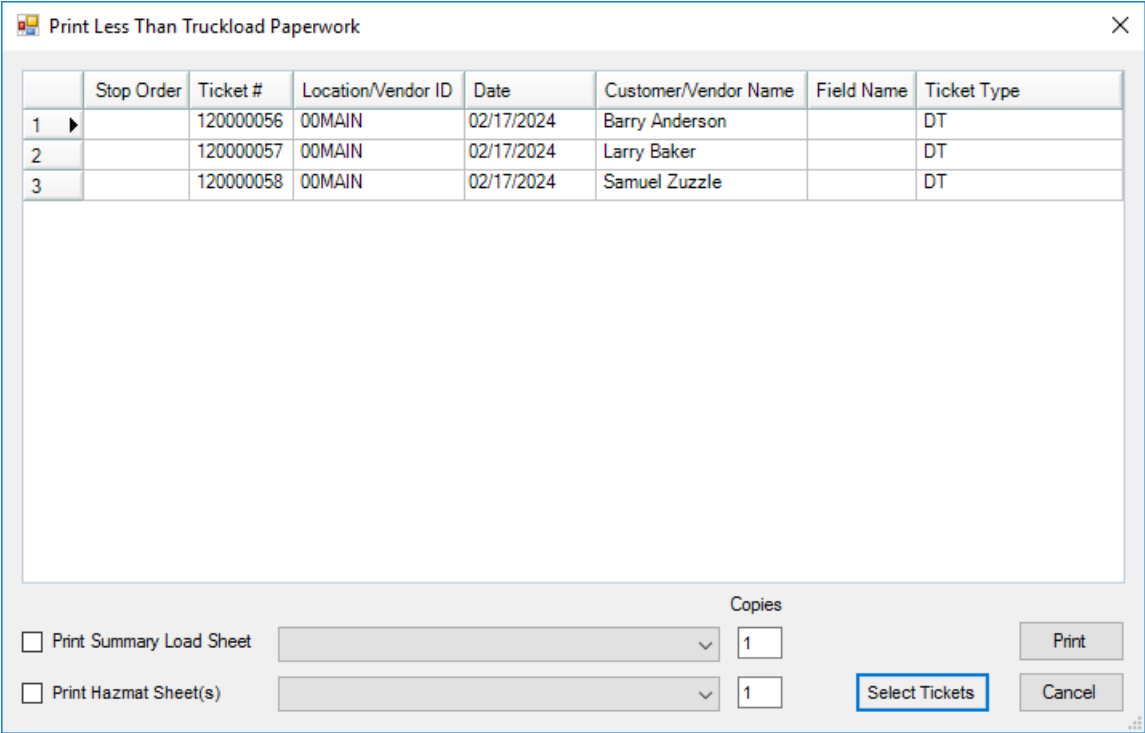 Print Less Than Truckload Paperwork
Stop Order Ticket # Location/Vendor ID Date Customer/Vendor Name Field Name Ticket Type
1 120000056 00MAIN 02/17/2024 Barry Anderson DT
2 120000057 00MAIN 02/17/2024 Larry Baker DT
3 120000058 00MAIN 02/17/2024 Samuel Zuzzle DT
Copies
Print Summary Load Sheet 1 Print
Print Hazmat Sheet(s) 1 Select Tickets Cancel